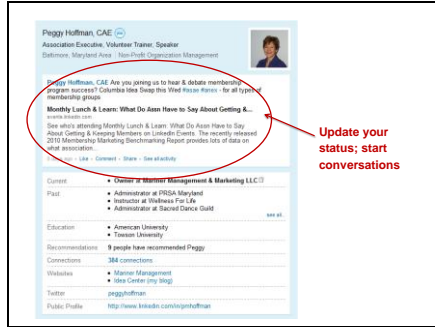 Peggy Hoffman, CAE
Association Executive, Volunteer Trainer, Speaker
Baltimore, Maryland Area | Non-Profit Organization Management
Peggy Hoffman, CAE Are you joining us to hear & debate membership
program success? Columbia Idea Swap this Wed #asae #anxs - for all types of
membership groups
Monthly Lunch & Learn: What Do Assn Have to Say About Getting &...
events.linkedin.com
See who's attending Monthly Lunch & Learn: What Do Assn Have to Say
About Getting & Keeping Members on LinkedIn Events. The recently released
2010 Membership Marketing Benchmarking Report provides lots of data on
what association...
days ago • Like • Comment • Share • See all activity
Update your
status; start
conversations
Current • Owner at Mariner Management & Marketing LLC
Past • Administrator at PRSA Maryland
• Instructor at Wellness For Life
• Administrator at Sacred Dance Guild
see all
Education • American University
• Towson University
Recommendations 9 people have recommended Peggy
Connections 384 connections
Websites • Mariner Management
• Idea Center (my blog)
Twitter peggyhoffman
Public Profile http://www.linkedin.com/in/pmhoffman